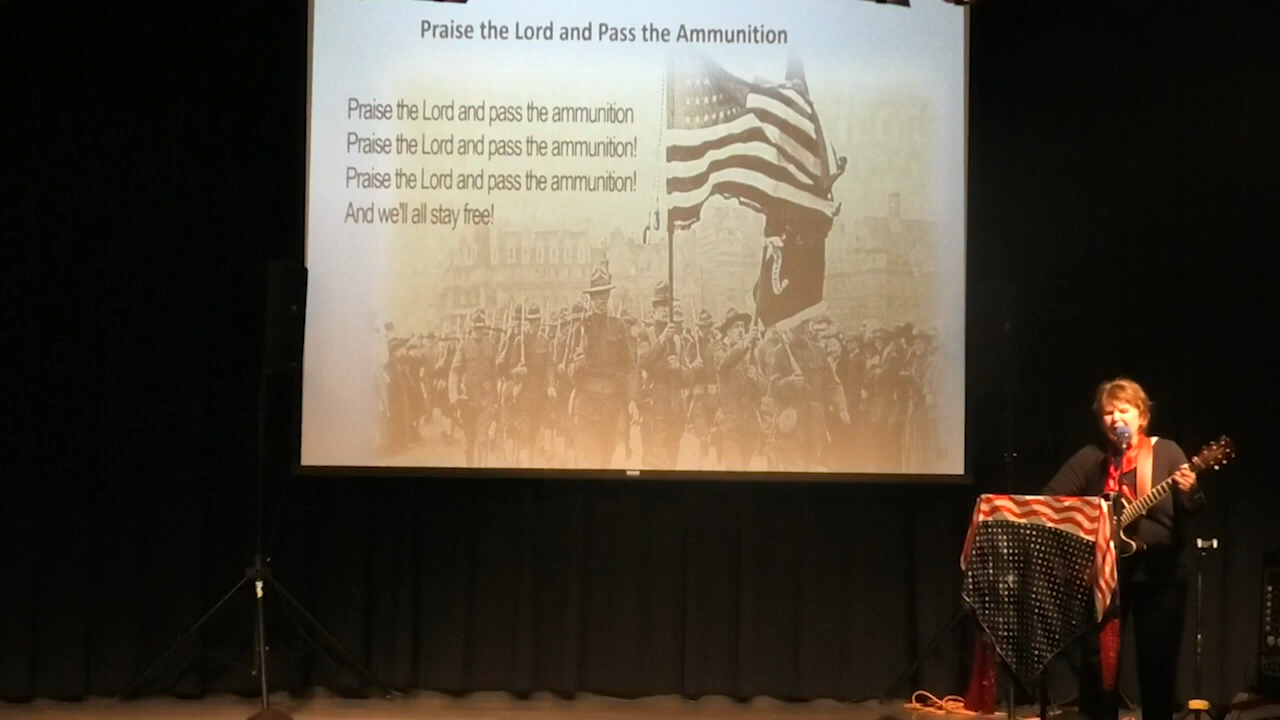 Praise the Lord and Pass the Ammunition
Praise the Lord and pass the ammunition
Praise the Lord and pass the ammunition!
Praise the Lord and pass the ammunition!
And we'll all stay free!